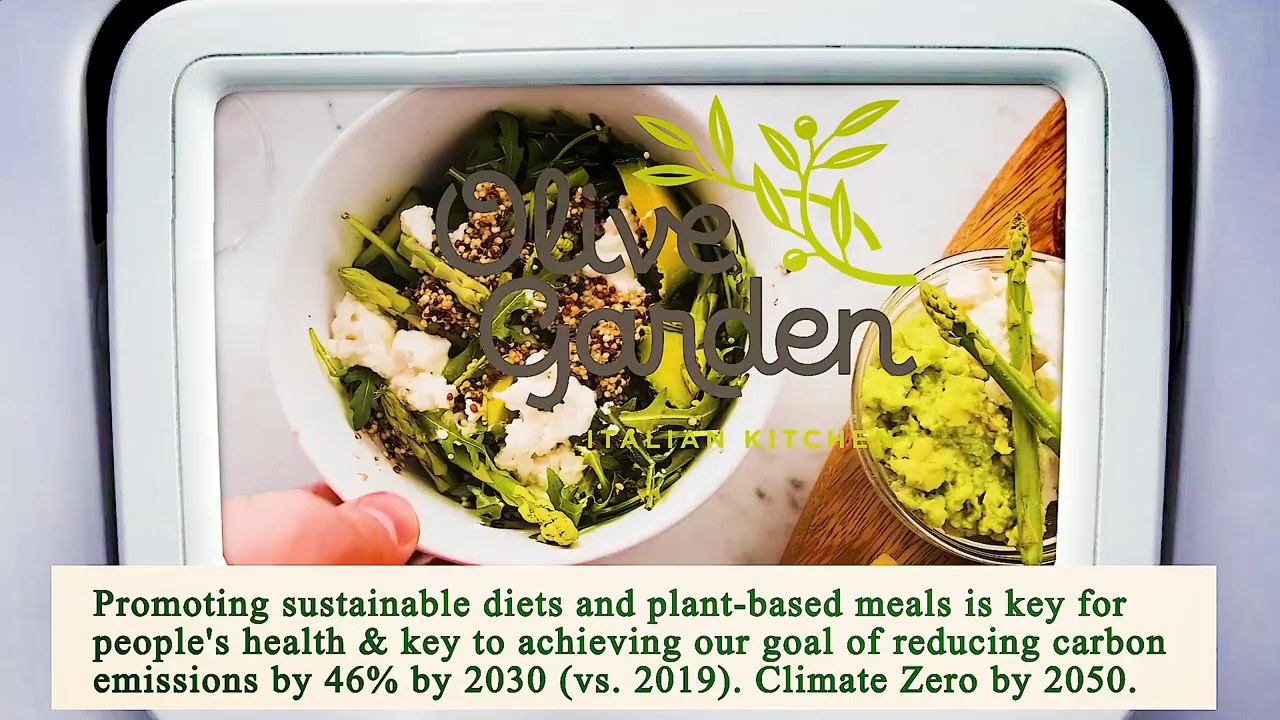 Olive
Garden
ITALIAN KITCHEN
Promoting sustainable diets and plant-based meals is key for
people's health & key to achieving our goal of reducing carbon
emissions by 46% by 2030 (vs. 2019). Climate Zero by 2050.